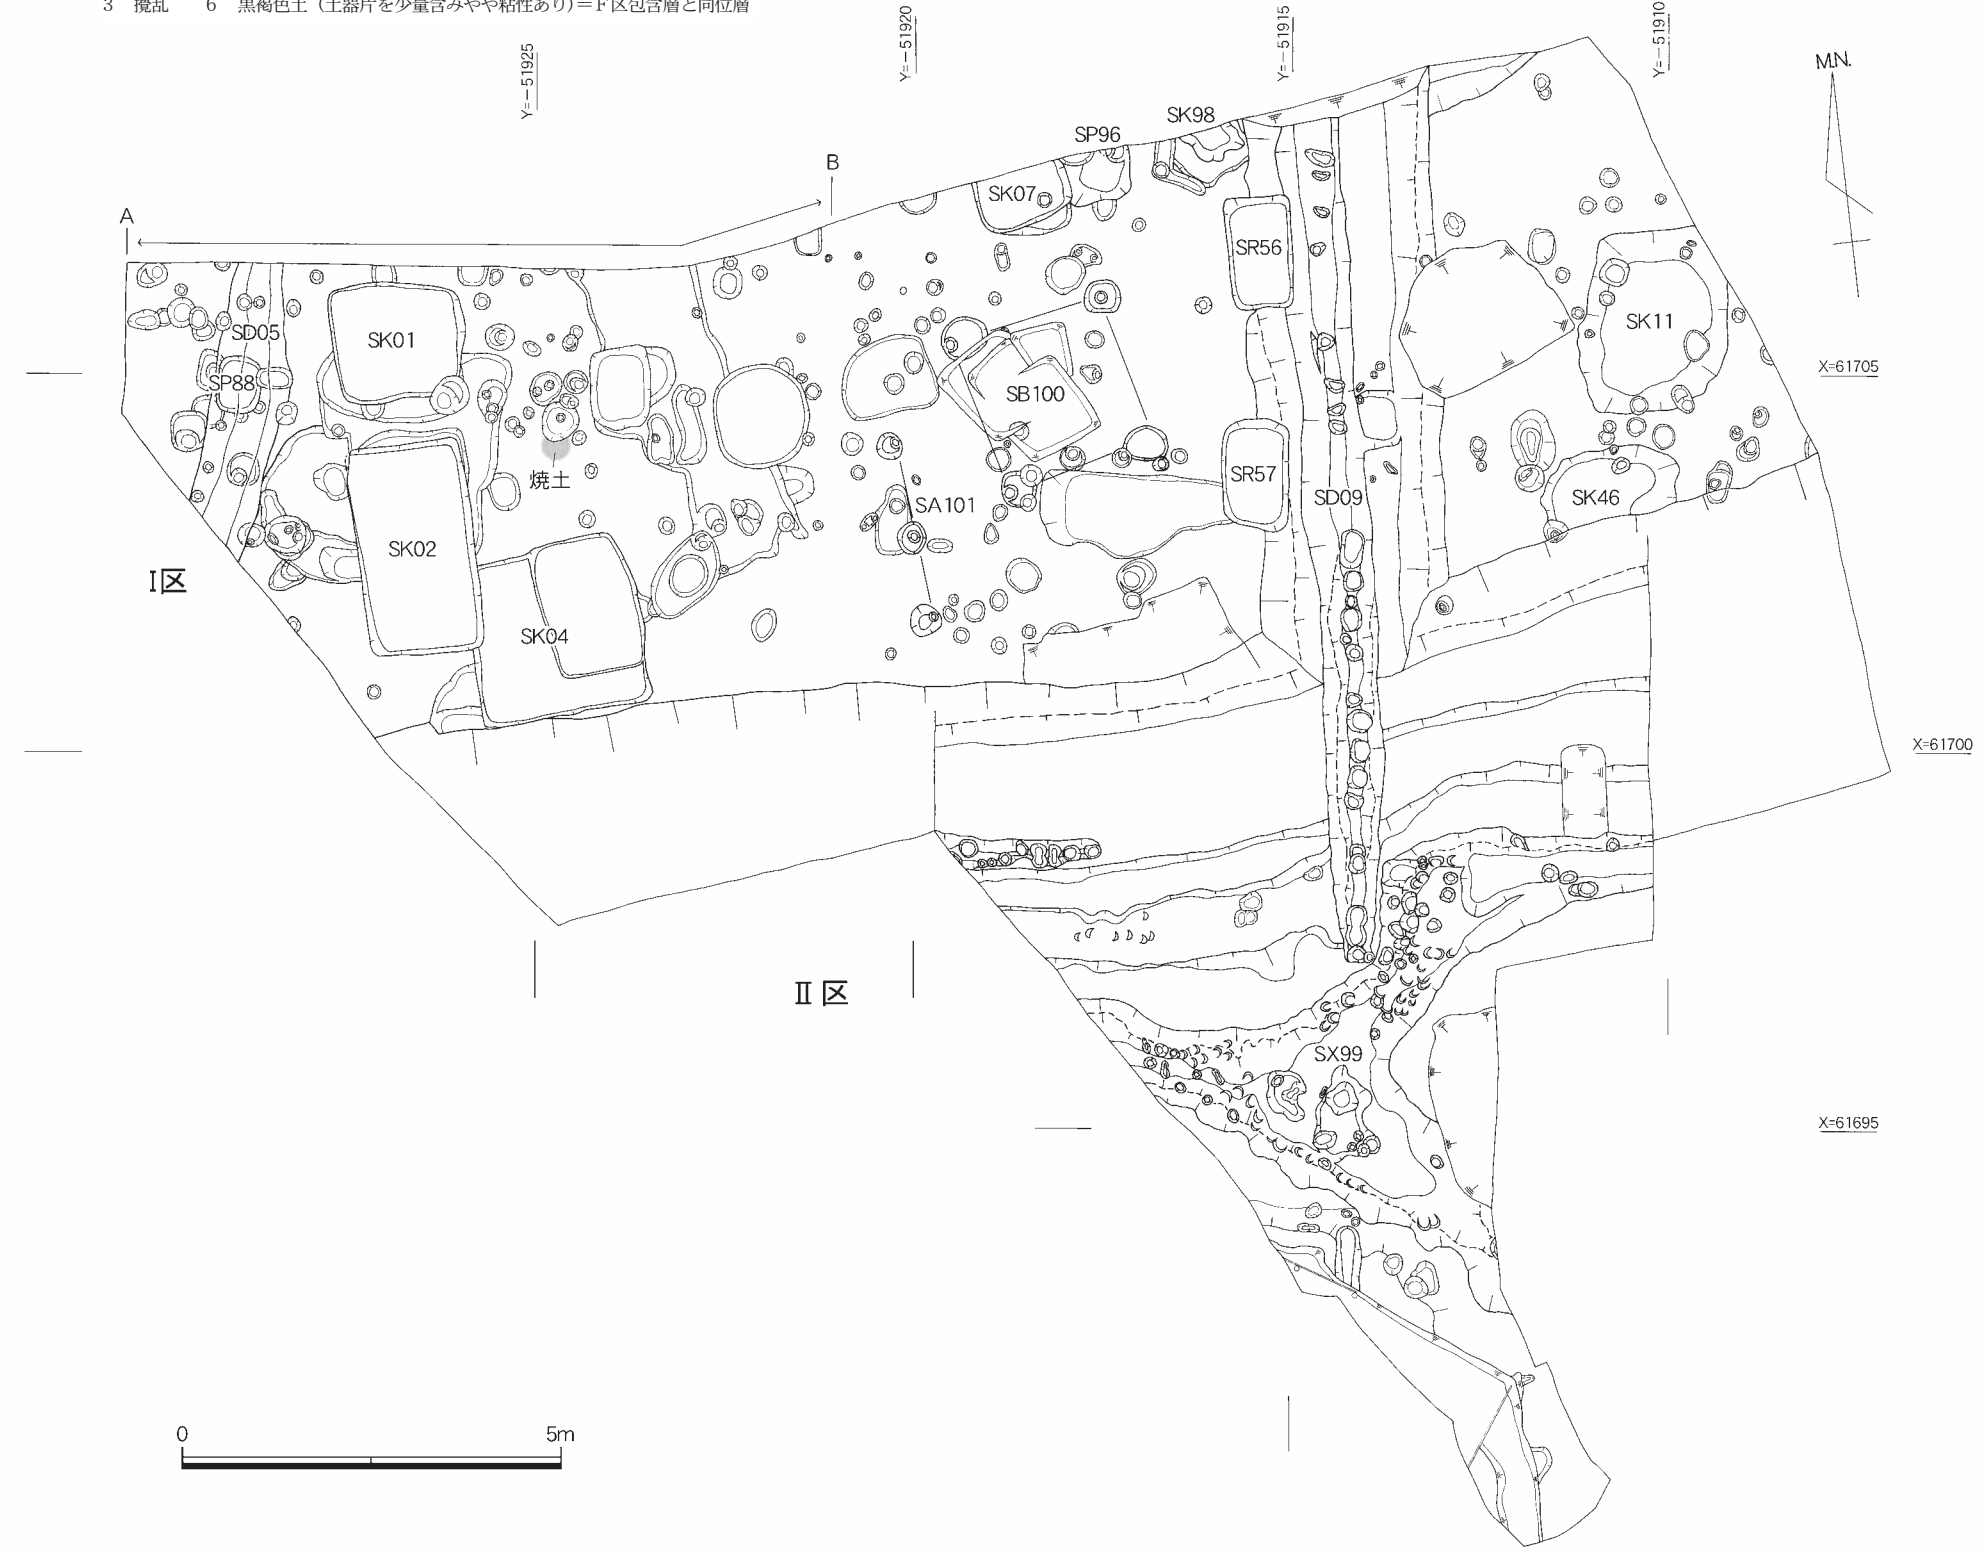 3 攪乱 6 黒褐色土（土器片を少量含みやや粘性あり）＝F区包含層と同位層
Y=－51925
Y=－51920
Y=－51915
Y=－51910
M.N.
A
B
SP96
SK98
SK07
SR56
SD05
SK01
SK11
SP88
SB100
X=61705
焼土
SA101
SR57
SD09
SK46
SK02
Ⅰ区
SK04
X=61700
Ⅱ区
SX99
X=61695
0 5m